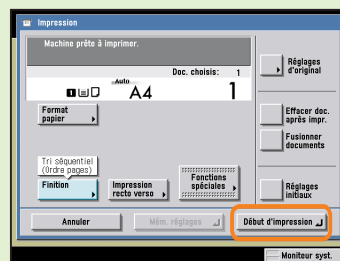 Impression
Machine prête à imprimer.
Doc. choisis: 1
Auto
1 A4 1
Réglages
d'original
Format
papier
Effacer doc.
après impr.
Fusionner
documents
Tri séquentiel
(Ordre pages)
Finition
Impression
recto verso
Fonctions
spéciales
Réglages
initiaux
Annuler
Mém. réglages
Début d'impression
Moniteur syst.